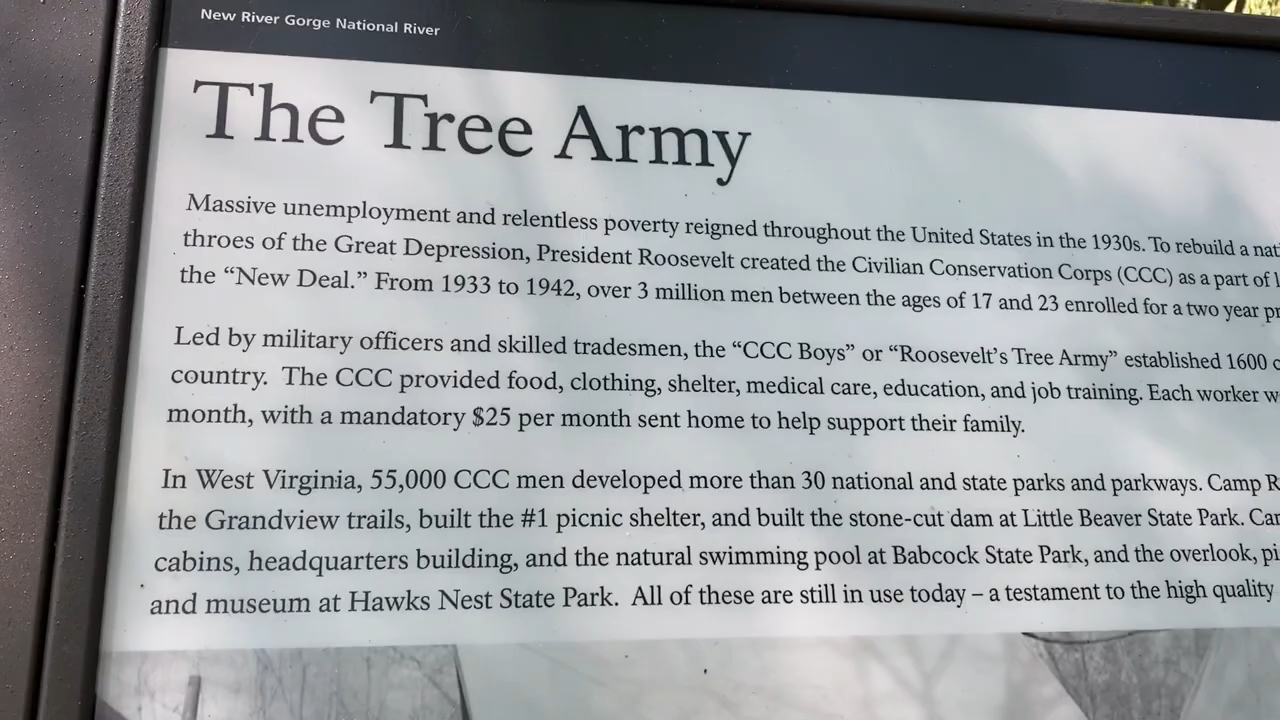 New River Gorge National River
The Tree Army
Massive unemployment and relentless poverty reigned throughout the United States in the 1930s. To rebuild a
throes of the Great Depression, President Roosevelt created the Civilian Conservation Corps (CCC) as a part of
the “New Deal.” From 1933 to 1942, over 3 million men between the ages of 17 and 23 enrolled for a two year
Led by military officers and skilled tradesmen, the “CCC Boys” or “Roosevelt’s Tree Army” established 1600
country. The CCC provided food, clothing, shelter, medical care, education, and job training. Each worker
month, with a mandatory $25 per month sent home to help support their family.
In West Virginia, 55,000 CCC men developed more than 30 national and state parks and parkways. Camp
the Grandview trails, built the #1 picnic shelter, and built the stone-cut dam at Little Beaver State Park.
cabins, headquarters building, and the natural swimming pool at Babcock State Park, and the overlook,
and museum at Hawks Nest State Park. All of these are still in use today – a testament to the high quality